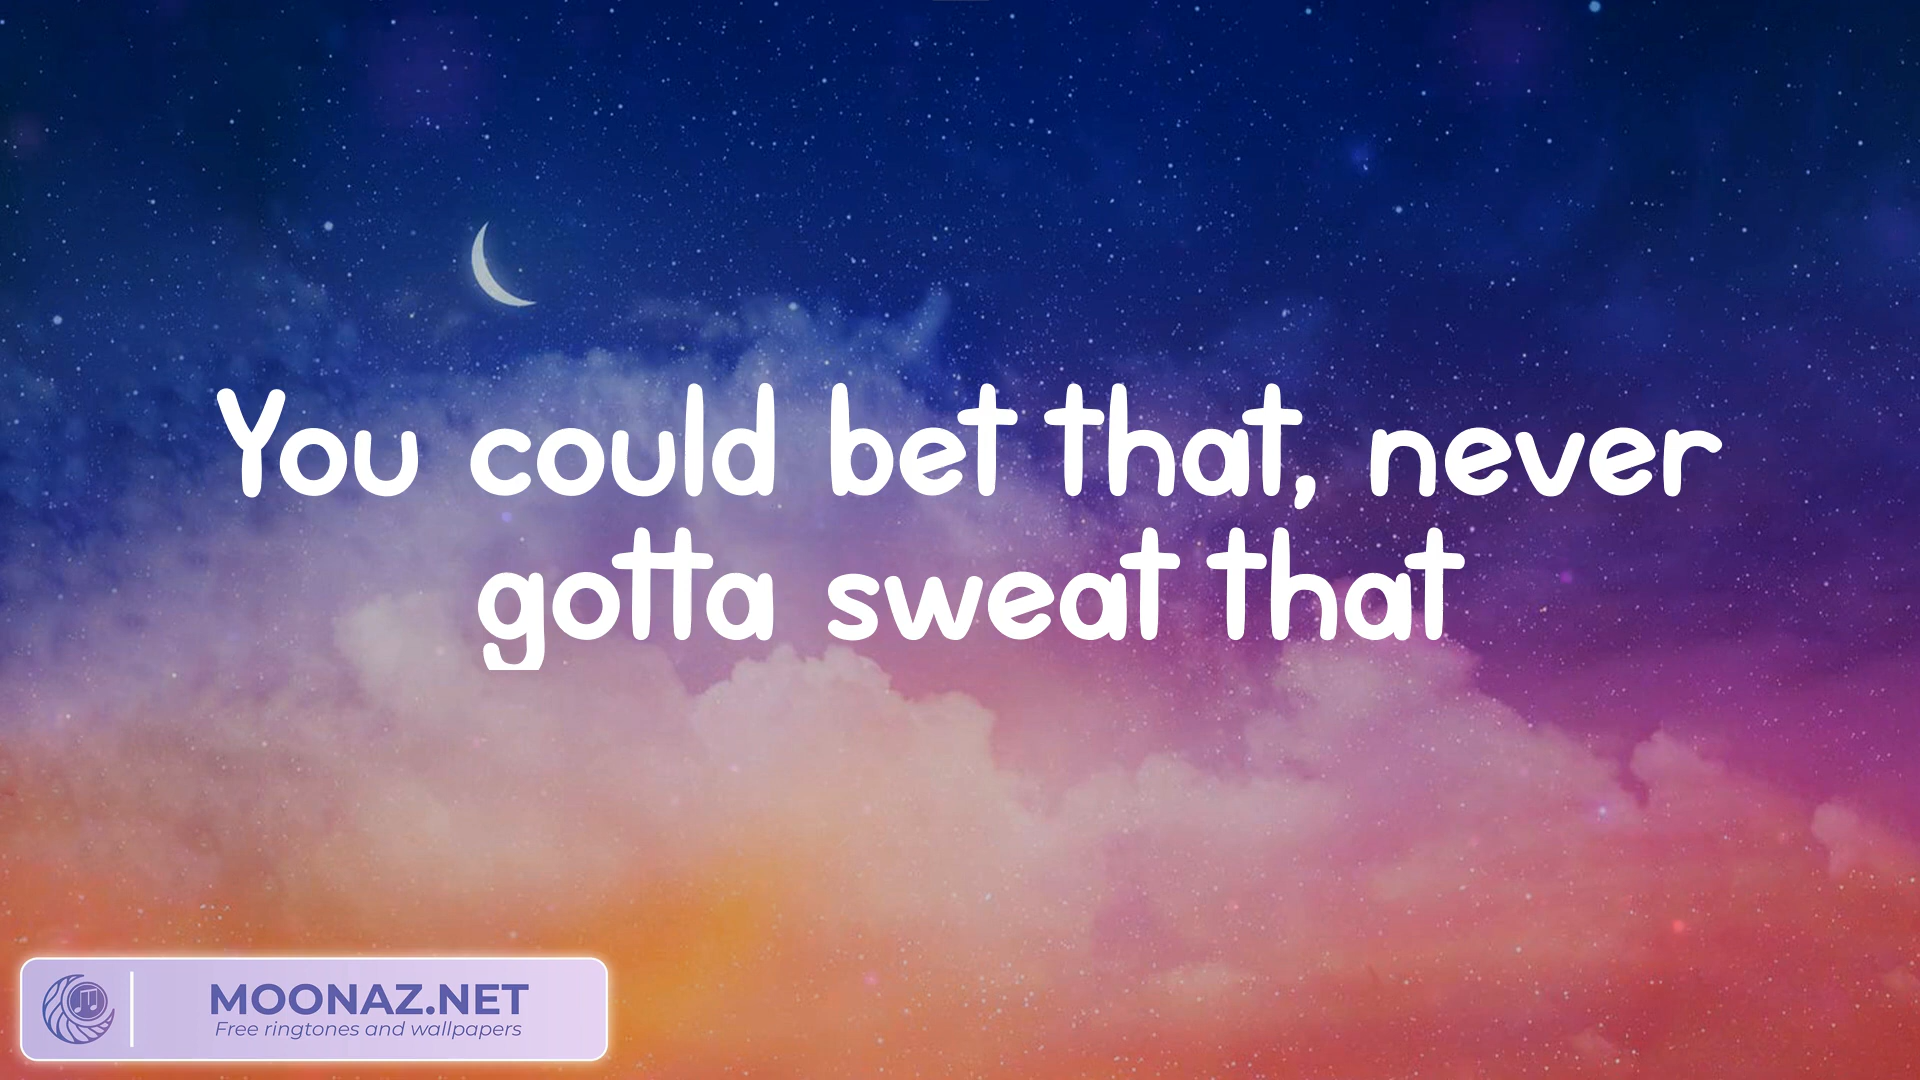 You could bet that, never
gotta sweat that
MOONAZ.NET
Free ringtones and wallpapers